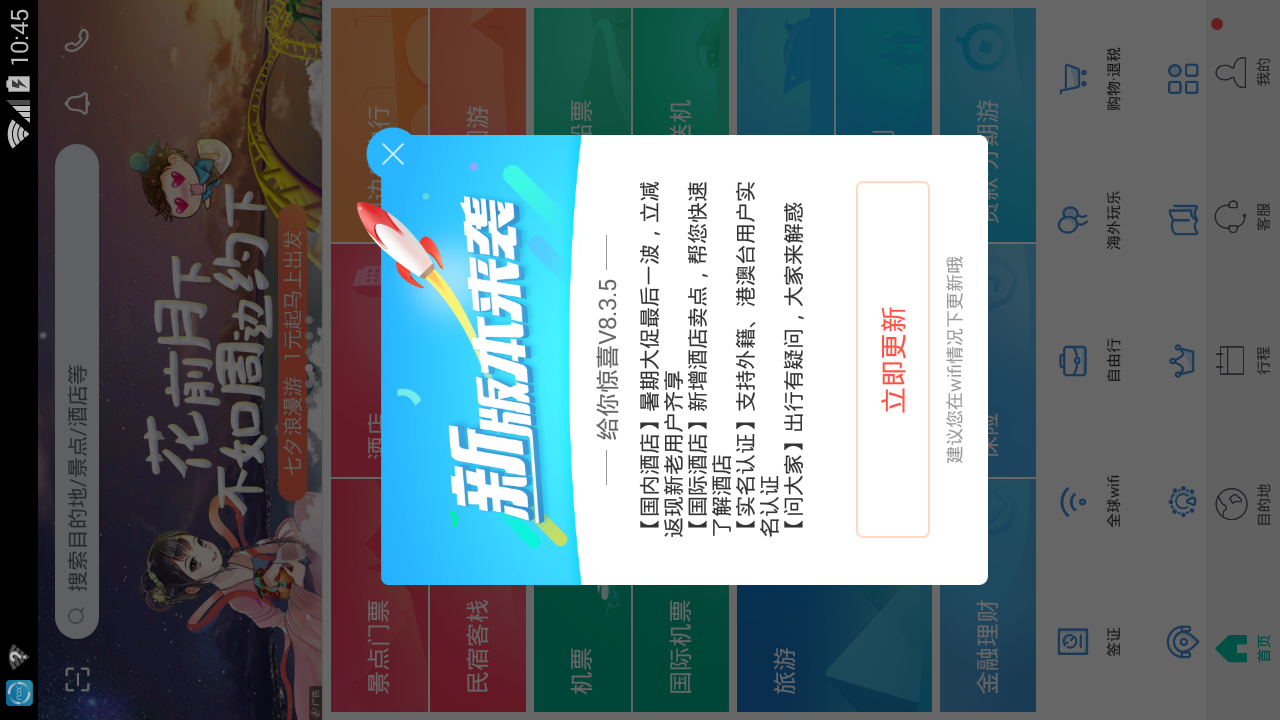 10:45
搜索目的地/景点/酒店等
花前月下
不如周边约下
七夕浪漫游 1元起马上出发
广告
景点门票
酒店
民宿客栈
机票
国际机票
旅游
金融理财
新版本来袭
给你惊喜V8.3.5
【国内酒店】暑期大促最后一波，立减
返现新老用户齐享
【国际酒店】新增酒店卖点，帮您快速
了解酒店
【实名认证】支持外籍、港澳台用户实
名认证
【问大家】出行有疑问，大家来解惑
立即更新
建议您在wifi情况下更新哦
签证
全球wifi
自由行
海外玩乐
购物·退税
首页
目的地
行程
客服
我的